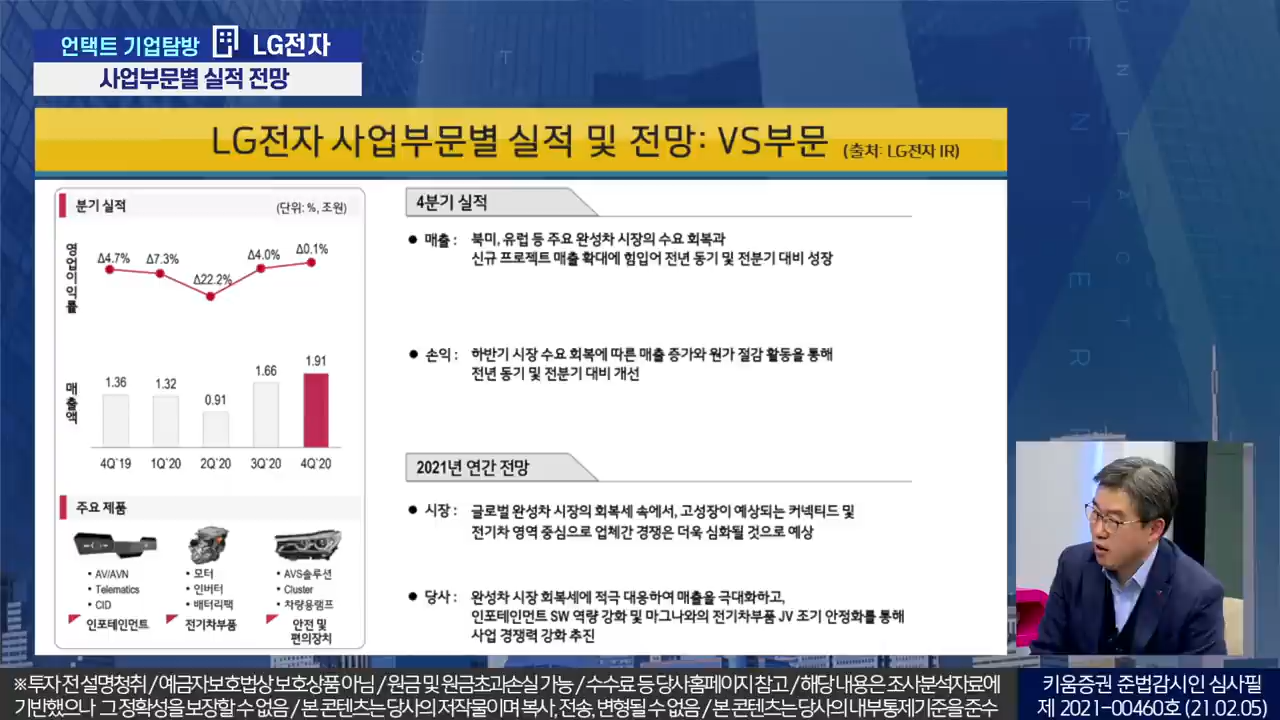 언택트 기업탐방 LG전자
사업부문별 실적 전망
LG전자 사업부문별 실적 및 전망: VS부문 (출처: LG전자 IR)
분기 실적 (단위: %, 조원)
영업이익률
Δ4.7% Δ7.3% Δ22.2% Δ4.0% Δ0.1%
매출액
1.36 1.32 0.91 1.66 1.91
4Q`19 1Q`20 2Q`20 3Q`20 4Q`20
주요 제품
• AV/AVN
• Telematics
• CID
인포테인먼트
• 모터
• 인버터
• 배터리팩
전기차부품
• AVS솔루션
• Cluster
• 차량용램프
안전 및
편의장치
4분기 실적
● 매출 : 북미, 유럽 등 주요 완성차 시장의 수요 회복과
신규 프로젝트 매출 확대에 힘입어 전년 동기 및 전분기 대비 성장
● 손익 : 하반기 시장 수요 회복에 따른 매출 증가와 원가 절감 활동을 통해
전년 동기 및 전분기 대비 개선
2021년 연간 전망
● 시장 : 글로벌 완성차 시장의 회복세 속에서, 고성장이 예상되는 커넥티드 및
전기차 영역 중심으로 업체간 경쟁은 더욱 심화될 것으로 예상
● 당사 : 완성차 시장 회복세에 적극 대응하여 매출을 극대화하고,
인포테인먼트 SW 역량 강화 및 마그나와의 전기차부품 JV 조기 안정화를 통해
사업 경쟁력 강화 추진
※ 투자 전 설명청취 / 예금자보호법상 보호상품 아님 / 원금 및 원금초과손실 가능 / 수수료 등 당사홈페이지 참고 / 해당 내용은 조사분석자료에
기반했으나 그 정확성을 보장할 수 없음 / 본 콘텐츠는 당사의 저작물이며 복사, 전송, 변형될 수 없음 / 본 콘텐츠는 당사의 내부통제기준을 준수
키움증권 준법감시인 심사필
제 2021-00460호 (21.02.05)